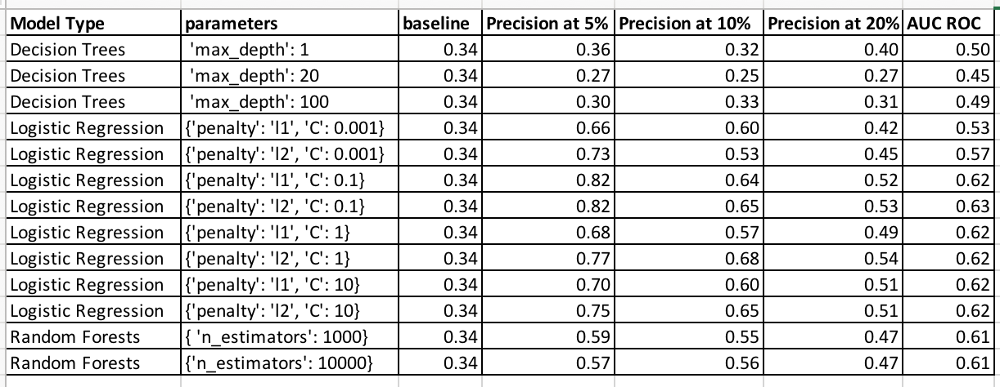 Model Type parameters baseline Precision at 5% Precision at 10% Precision at 20% AUC ROC
Decision Trees 'max_depth': 1 0.34 0.36 0.32 0.40 0.50
Decision Trees 'max_depth': 20 0.34 0.27 0.25 0.27 0.45
Decision Trees 'max_depth': 100 0.34 0.30 0.33 0.31 0.49
Logistic Regression {'penalty': 'l1', 'C': 0.001} 0.34 0.66 0.60 0.42 0.53
Logistic Regression {'penalty': 'l2', 'C': 0.001} 0.34 0.73 0.53 0.45 0.57
Logistic Regression {'penalty': 'l1', 'C': 0.1} 0.34 0.82 0.64 0.52 0.62
Logistic Regression {'penalty': 'l2', 'C': 0.1} 0.34 0.82 0.65 0.53 0.63
Logistic Regression {'penalty': 'l1', 'C': 1} 0.34 0.68 0.57 0.49 0.62
Logistic Regression {'penalty': 'l2', 'C': 1} 0.34 0.77 0.68 0.54 0.62
Logistic Regression {'penalty': 'l1', 'C': 10} 0.34 0.70 0.60 0.51 0.62
Logistic Regression {'penalty': 'l2', 'C': 10} 0.34 0.75 0.65 0.51 0.62
Random Forests { 'n_estimators': 1000} 0.34 0.59 0.55 0.47 0.61
Random Forests {'n_estimators': 10000} 0.34 0.57 0.56 0.47 0.61